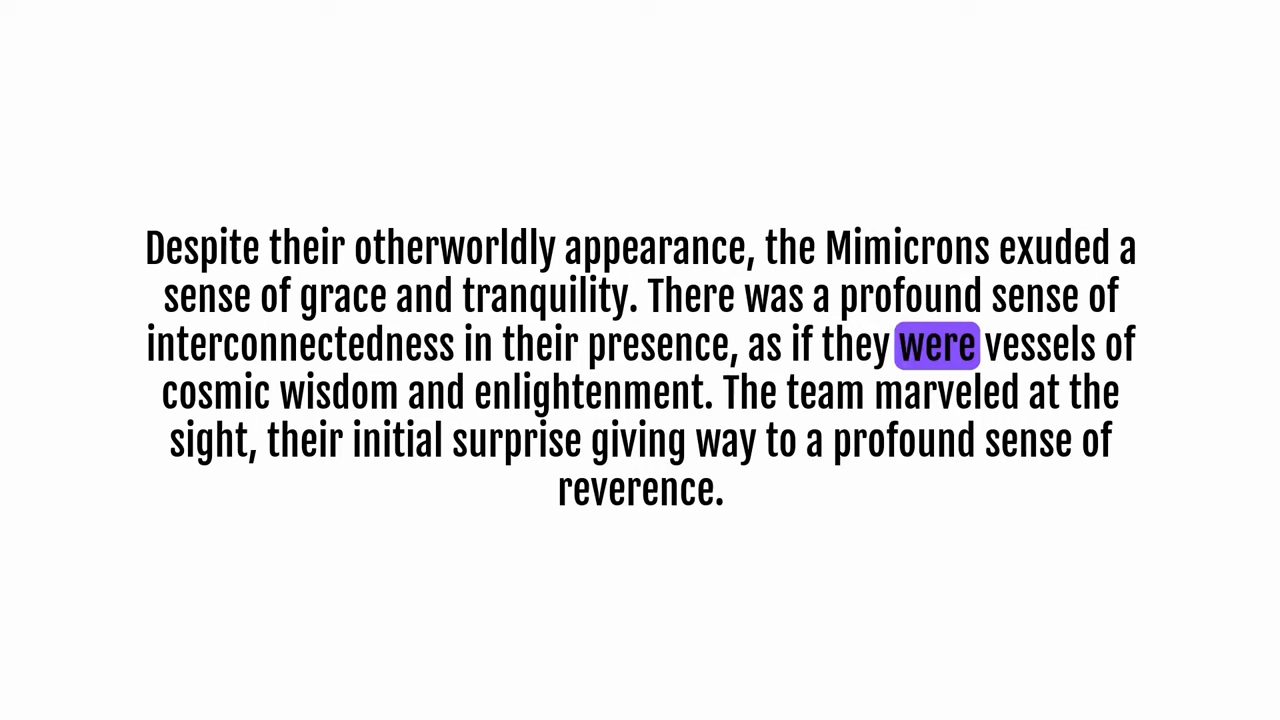 Despite their otherworldly appearance, the Mimicrons exuded a
sense of grace and tranquility. There was a profound sense of
interconnectedness in their presence, as if they were vessels of
cosmic wisdom and enlightenment. The team marveled at the
sight, their initial surprise giving way to a profound sense of
reverence.